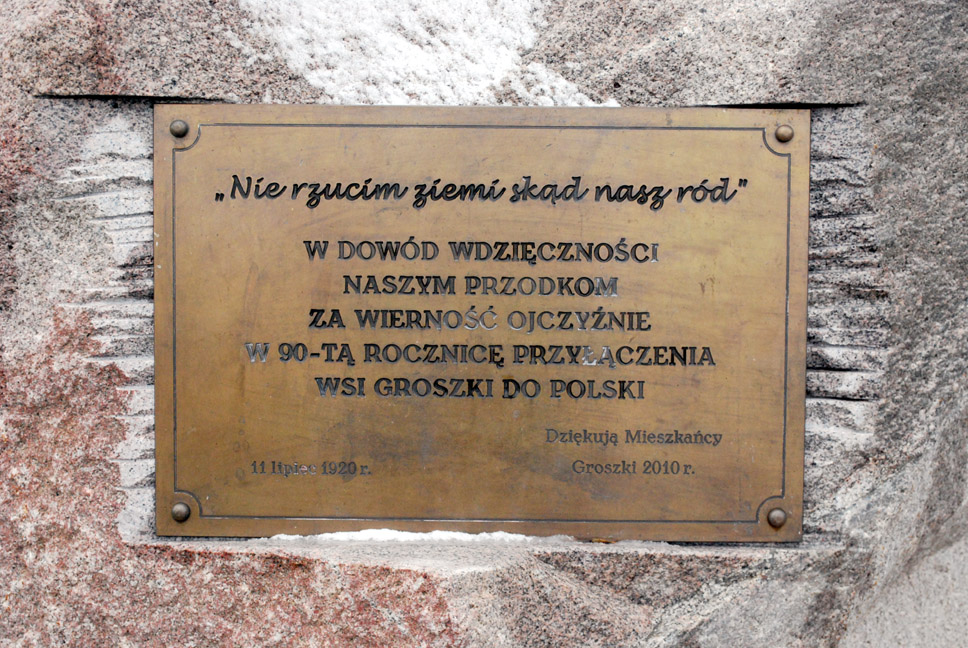 „Nie rzucim ziemi skąd nasz ród”
W DOWÓD WDZIĘCZNOŚCI
NASZYM PRZODKOM
ZA WIERNOŚĆ OJCZYŹNIE
W 90-TĄ ROCZNICĘ PRZYŁĄCZENIA
WSI GROSZKI DO POLSKI
Dziękują Mieszkańcy
11 lipiec 1920 r.
Groszki 2010 r.